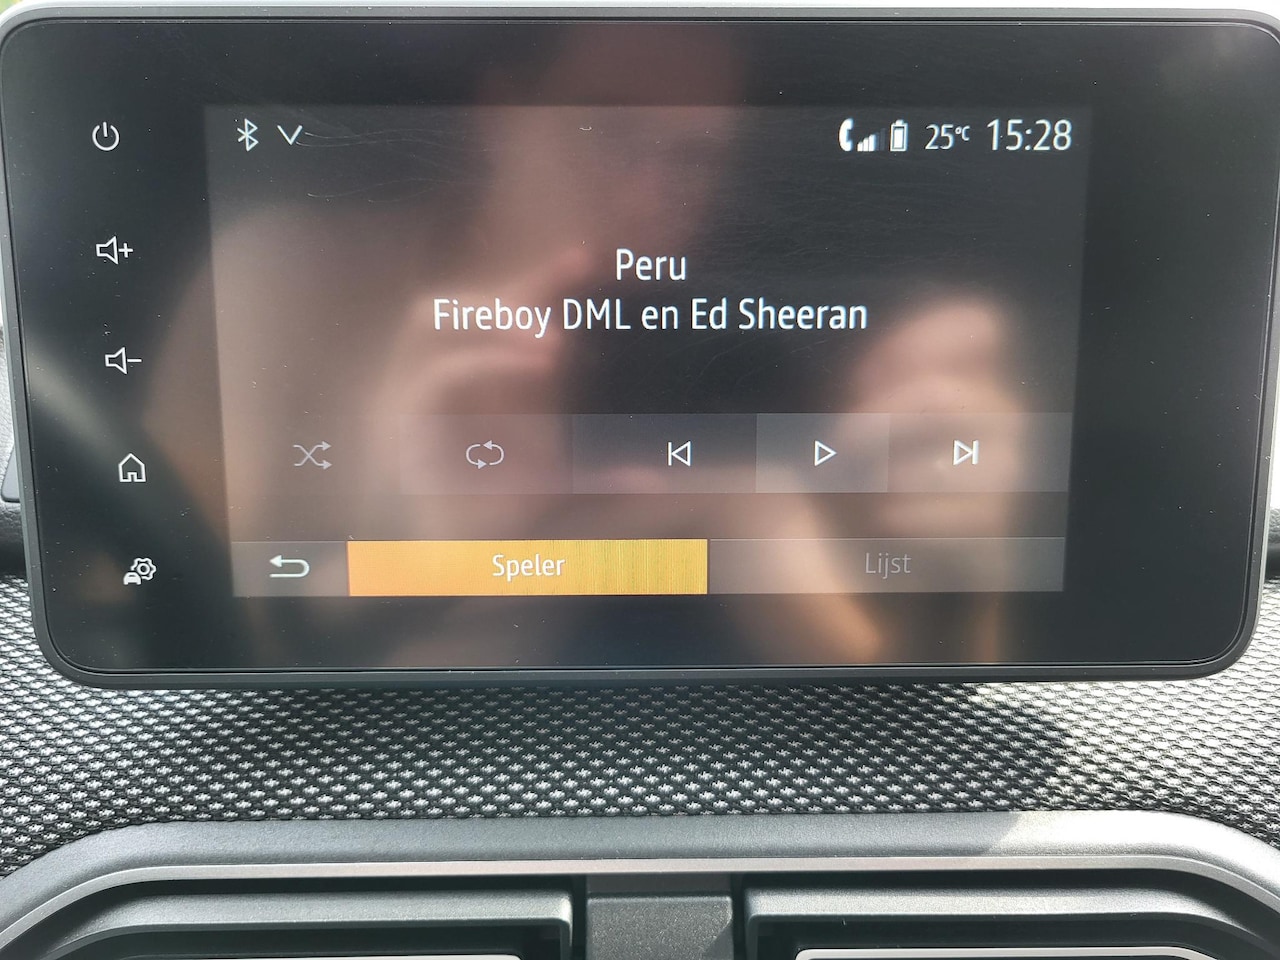 25°C 15:28
Peru
Fireboy DML en Ed Sheeran
Speler Lijst